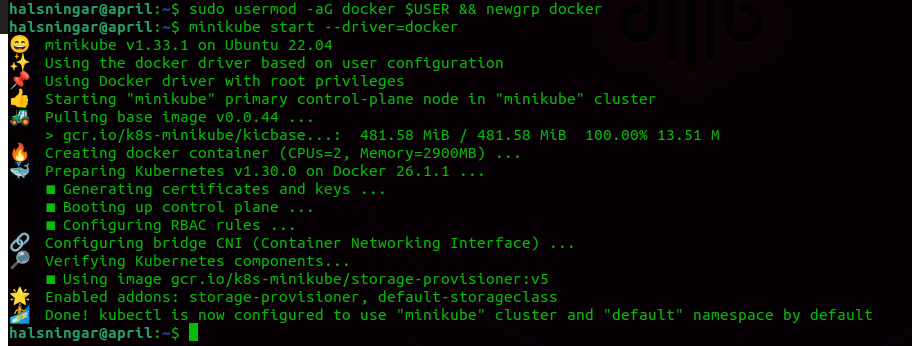 halsningar@april:~$ sudo usermod -aG docker $USER && newgrp docker
halsningar@april:~$ minikube start --driver=docker
😄 minikube v1.33.1 on Ubuntu 22.04
✨ Using the docker driver based on user configuration
📌 Using Docker driver with root privileges
👍 Starting "minikube" primary control-plane node in "minikube" cluster
🚜 Pulling base image v0.0.44 ...
> gcr.io/k8s-minikube/kicbase...: 481.58 MiB / 481.58 MiB 100.00% 13.51 M
🔥 Creating docker container (CPUs=2, Memory=2900MB) ...
🐳 Preparing Kubernetes v1.30.0 on Docker 26.1.1 ...
■ Generating certificates and keys ...
■ Booting up control plane ...
■ Configuring RBAC rules ...
🔗 Configuring bridge CNI (Container Networking Interface) ...
🔎 Verifying Kubernetes components...
■ Using image gcr.io/k8s-minikube/storage-provisioner:v5
🌟 Enabled addons: storage-provisioner, default-storageclass
🏄 Done! kubectl is now configured to use "minikube" cluster and "default" namespace by default
halsningar@april:~$